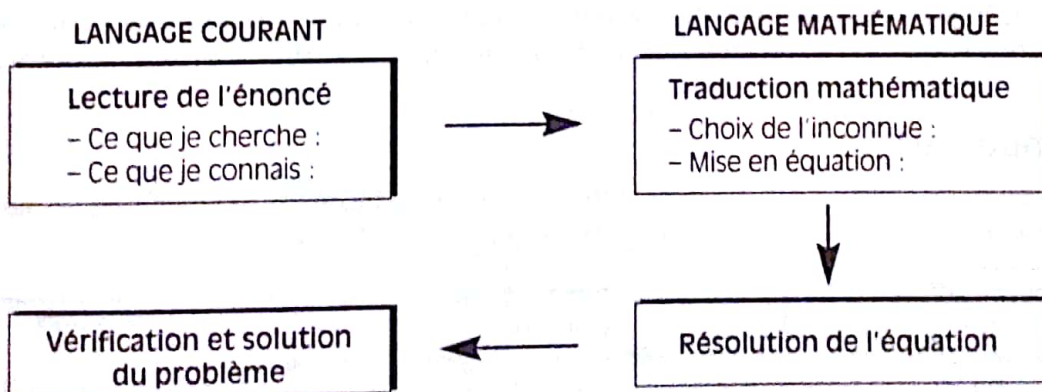 LANGAGE COURANT
Lecture de l'énoncé
– Ce que je cherche :
– Ce que je connais :
LANGAGE MATHÉMATIQUE
Traduction mathématique
– Choix de l'inconnue :
– Mise en équation :
Résolution de l'équation
Vérification et solution
du problème